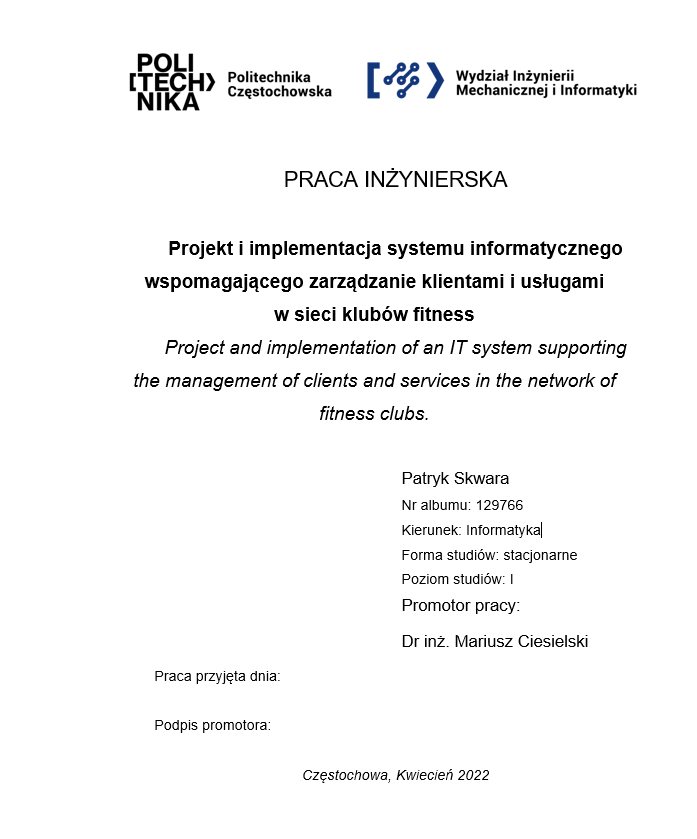 POLI
[TECH>
NIKA
Politechnika
Częstochowska
Wydział Inżynierii
Mechanicznej i Informatyki
PRACA INŻYNIERSKA
Projekt i implementacja systemu informatycznego
wspomagającego zarządzanie klientami i usługami
w sieci klubów fitness
Project and implementation of an IT system supporting
the management of clients and services in the network of
fitness clubs.
Patryk Skwara
Nr albumu: 129766
Kierunek: Informatyka
Forma studiów: stacjonarne
Poziom studiów: I
Promotor pracy:
Dr inż. Mariusz Ciesielski
Praca przyjęta dnia:
Podpis promotora:
Częstochowa, Kwiecień 2022